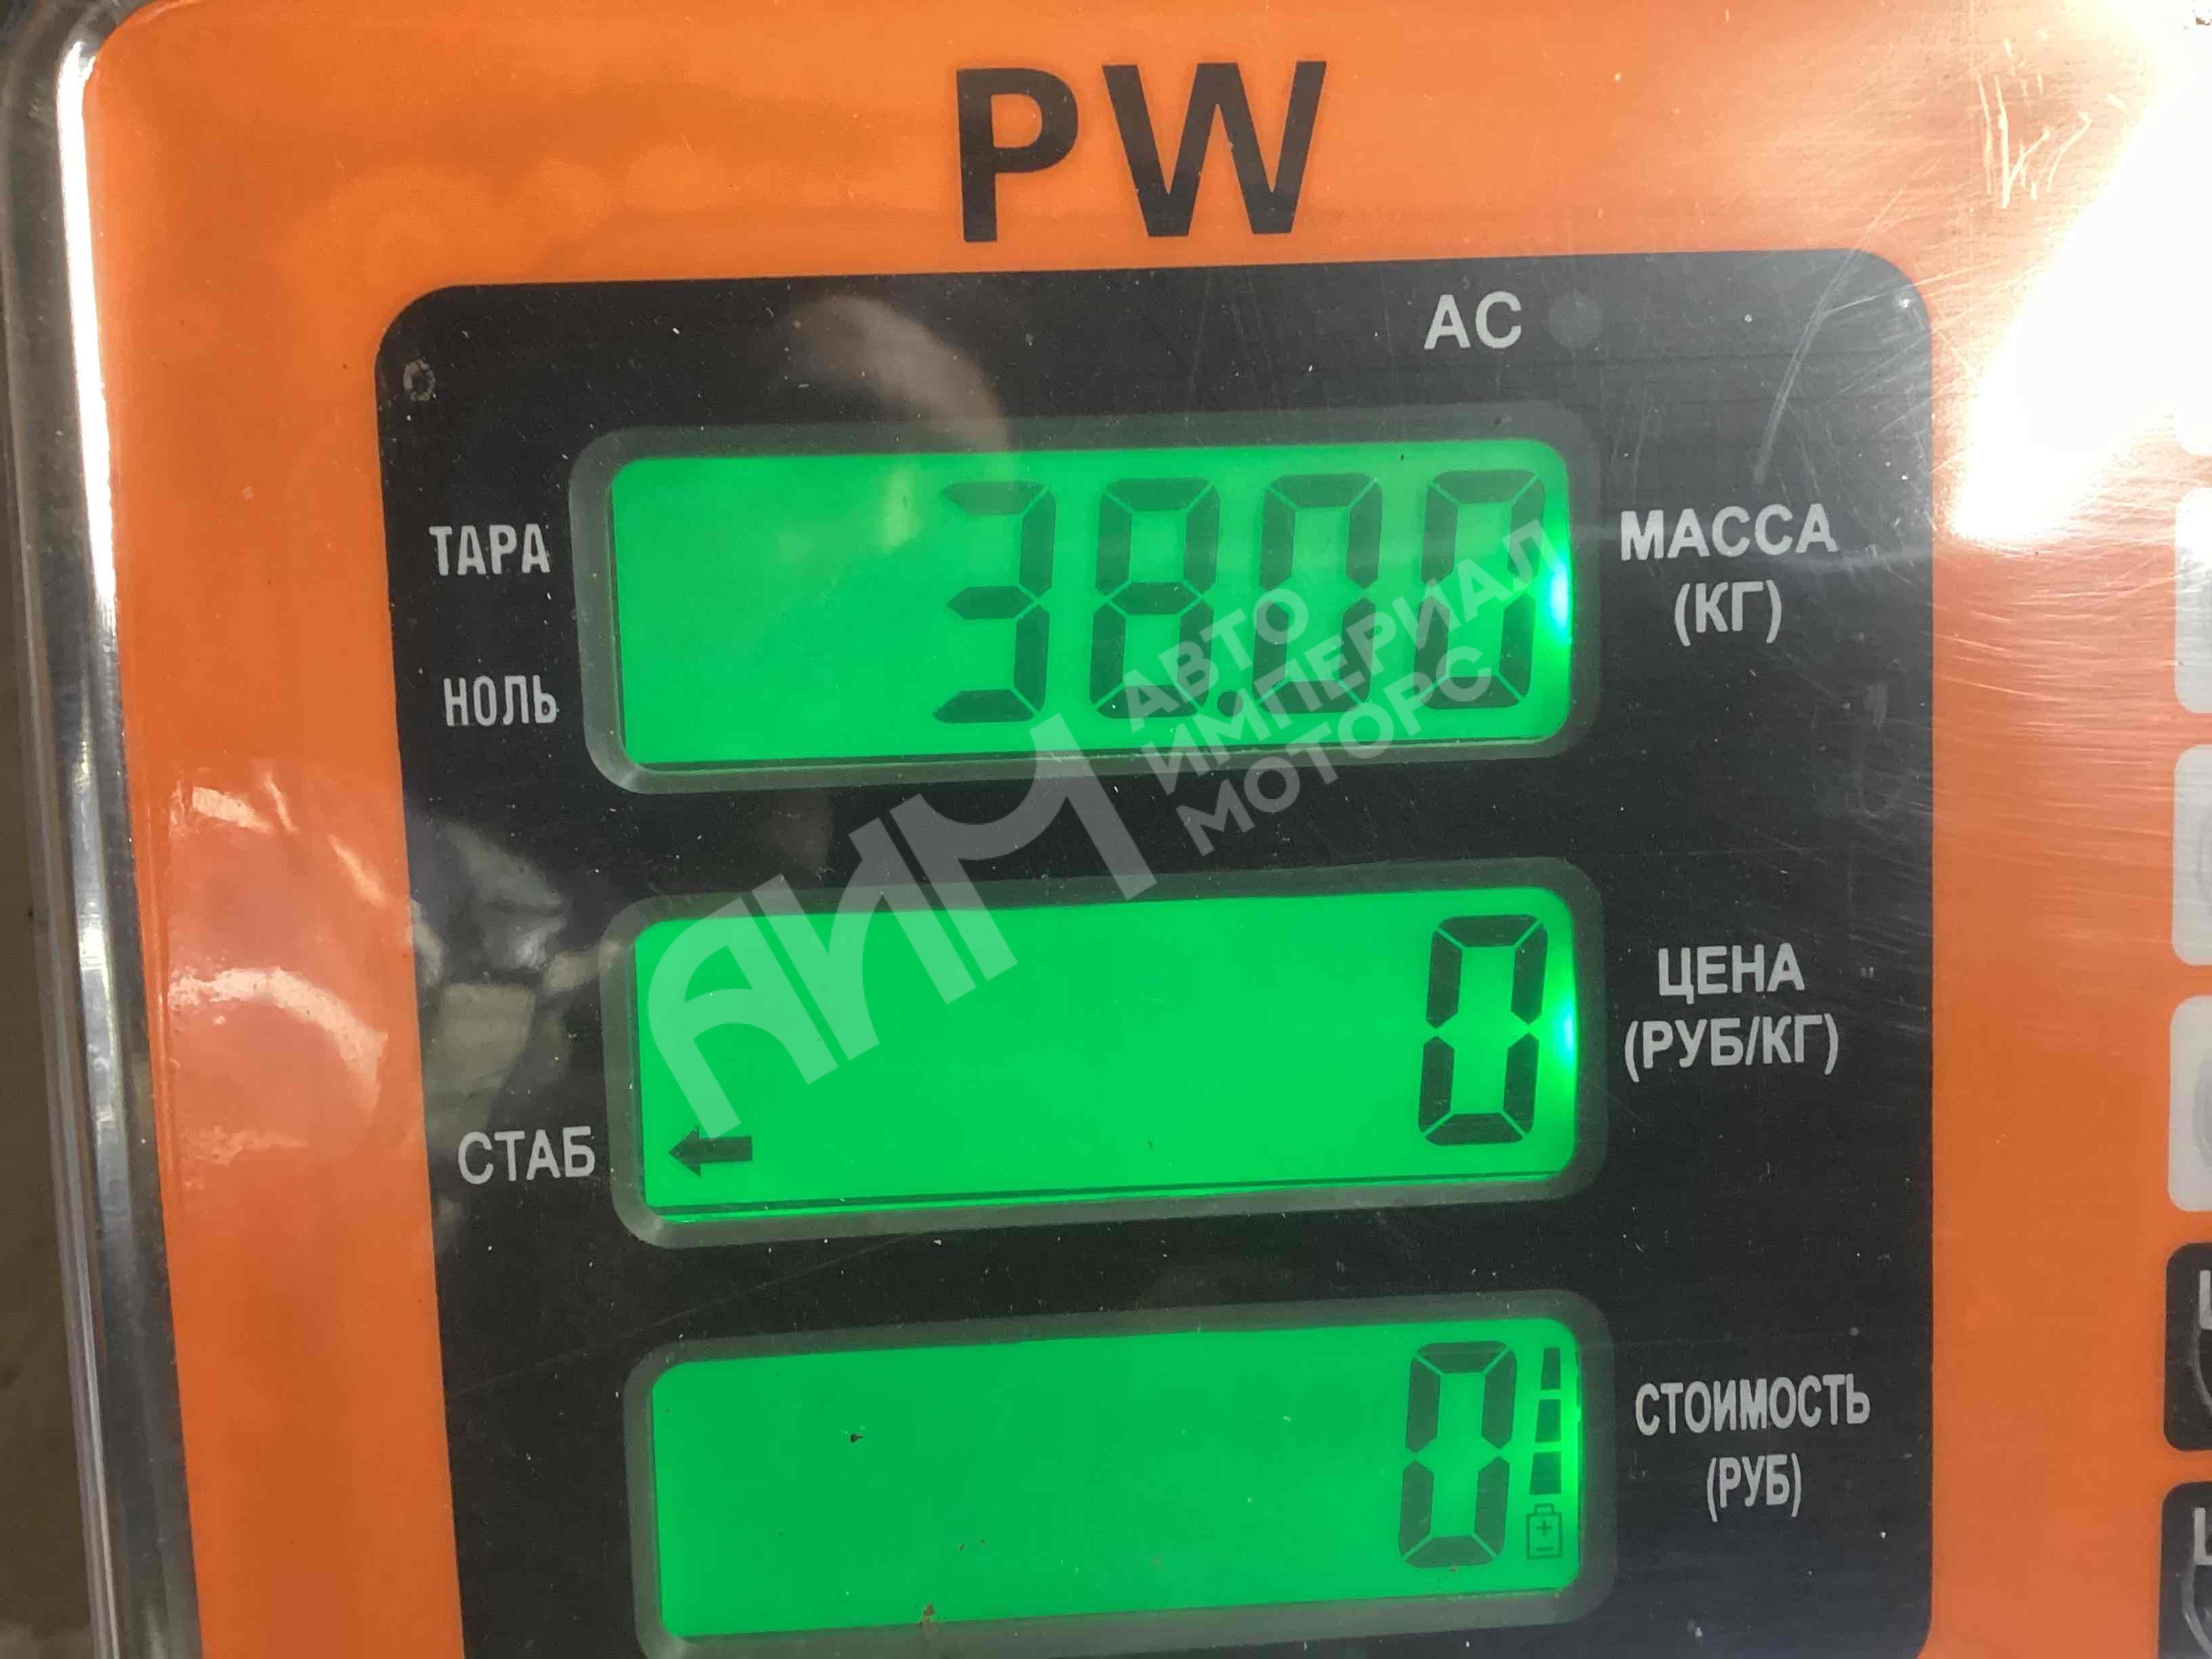 PW
AC
ТАРА
НОЛЬ
38.00
МАССА
(КГ)
АИМ
АВТО
ИМПЕРИАЛ
МОТОРС
СТАБ
0
ЦЕНА
(РУБ/КГ)
0
СТОИМОСТЬ
(РУБ)